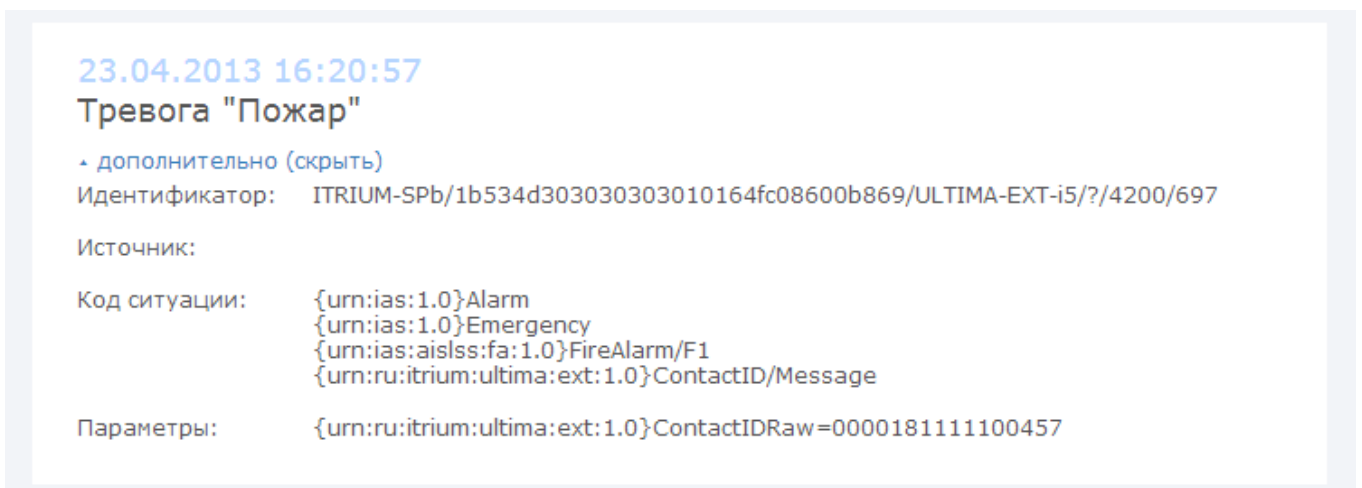 23.04.2013 16:20:57
Тревога "Пожар"
▴ дополнительно (скрыть)
Идентификатор: ITRIUM-SPb/1b534d303030303010164fc08600b869/ULTIMA-EXT-i5/?/4200/697
Источник:
Код ситуации: {urn:ias:1.0}Alarm
{urn:ias:1.0}Emergency
{urn:ias:aislss:fa:1.0}FireAlarm/F1
{urn:ru:itrium:ultima:ext:1.0}ContactID/Message
Параметры: {urn:ru:itrium:ultima:ext:1.0}ContactIDRaw=0000181111100457